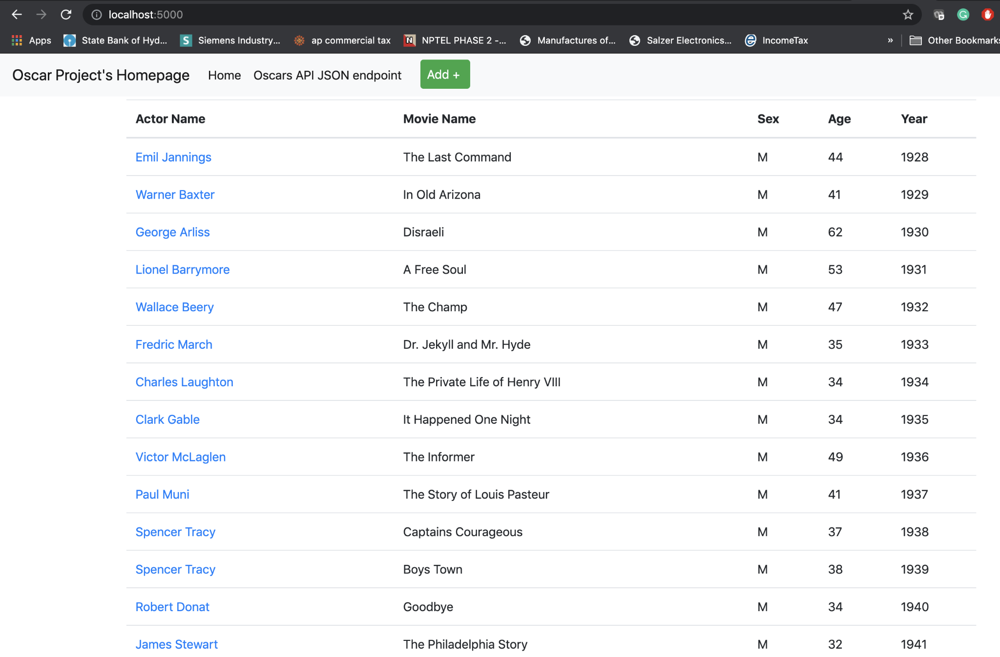 localhost:5000
Apps State Bank of Hyd... Siemens Industry... ap commercial tax NPTEL PHASE 2 -... Manufactures of... Salzer Electronics... IncomeTax » Other Bookmarks
Oscar Project's Homepage Home Oscars API JSON endpoint Add +
Actor Name Movie Name Sex Age Year
Emil Jannings The Last Command M 44 1928
Warner Baxter In Old Arizona M 41 1929
George Arliss Disraeli M 62 1930
Lionel Barrymore A Free Soul M 53 1931
Wallace Beery The Champ M 47 1932
Fredric March Dr. Jekyll and Mr. Hyde M 35 1933
Charles Laughton The Private Life of Henry VIII M 34 1934
Clark Gable It Happened One Night M 34 1935
Victor McLaglen The Informer M 49 1936
Paul Muni The Story of Louis Pasteur M 41 1937
Spencer Tracy Captains Courageous M 37 1938
Spencer Tracy Boys Town M 38 1939
Robert Donat Goodbye M 34 1940
James Stewart The Philadelphia Story M 32 1941